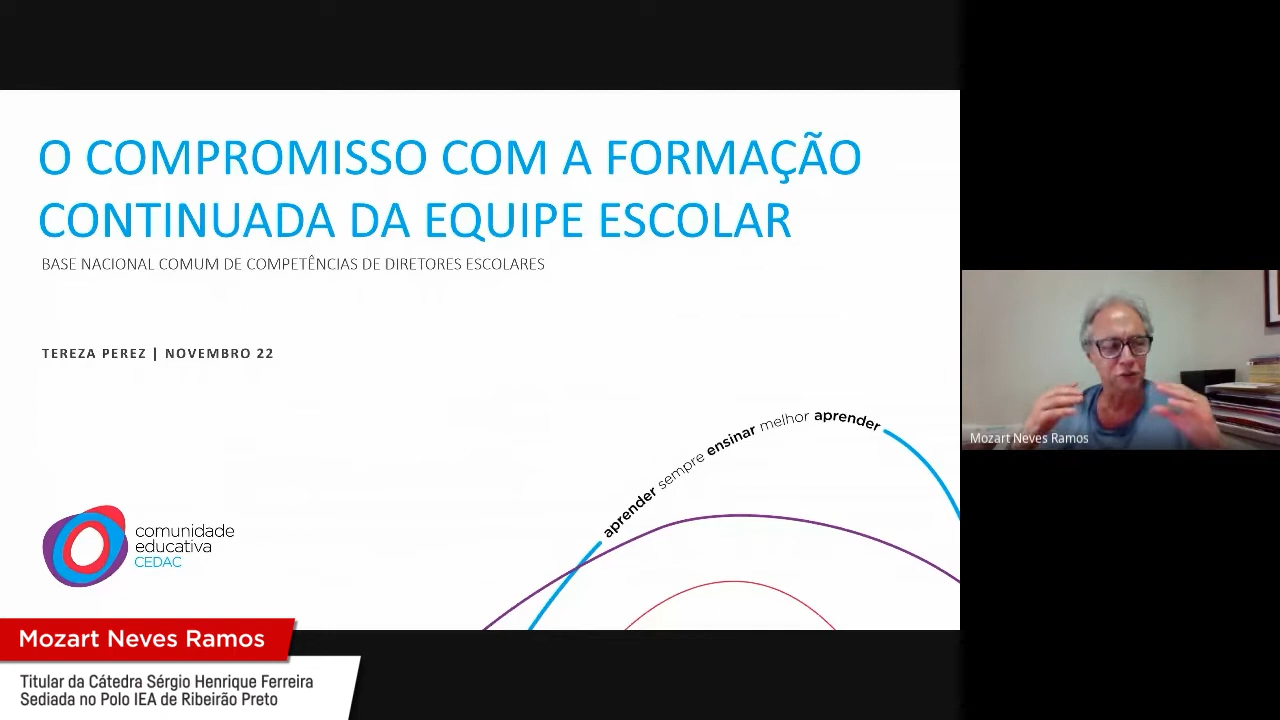 O COMPROMISSO COM A FORMAÇÃO
CONTINUADA DA EQUIPE ESCOLAR
BASE NACIONAL COMUM DE COMPETÊNCIAS DE DIRETORES ESCOLARES
TEREZA PEREZ | NOVEMBRO 22
aprender sempre ensinar melhor aprender
comunidade
educativa
CEDAC
Mozart Neves Ramos
Mozart Neves Ramos
Titular da Cátedra Sérgio Henrique Ferreira
Sediada no Polo IEA de Ribeirão Preto